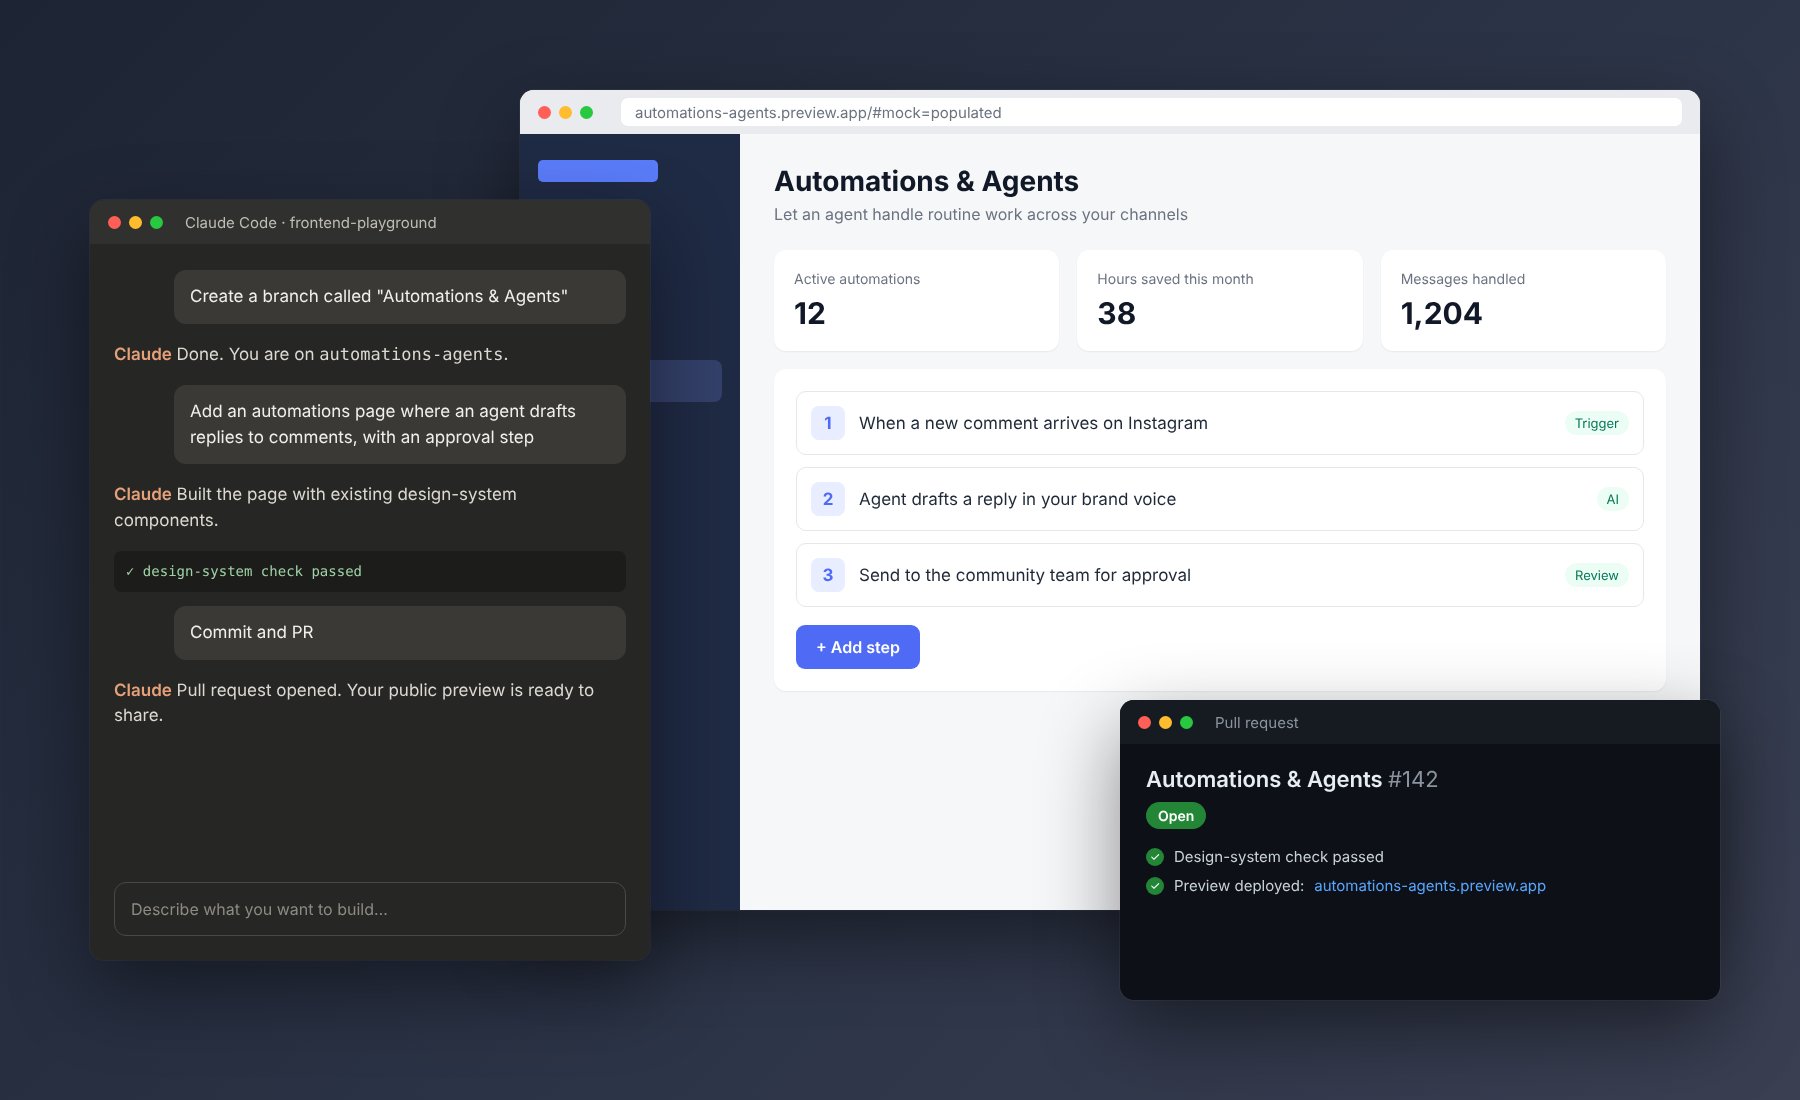 automations-agents.preview.app/#mock=populated
Automations & Agents
Let an agent handle routine work across your channels
Active automations
12
Hours saved this month
38
Messages handled
1,204
1
When a new comment arrives on Instagram
Trigger
2
Agent drafts a reply in your brand voice
AI
3
Send to the community team for approval
Review
+ Add step
Claude Code · frontend-playground
Create a branch called "Automations & Agents"
Claude Done. You are on automations-agents.
Add an automations page where an agent drafts
replies to comments, with an approval step
Claude Built the page with existing design-system
components.
✓ design-system check passed
Commit and PR
Claude Pull request opened. Your public preview is ready to
share.
Describe what you want to build...
Pull request
Automations & Agents #142
Open
Design-system check passed
Preview deployed: automations-agents.preview.app